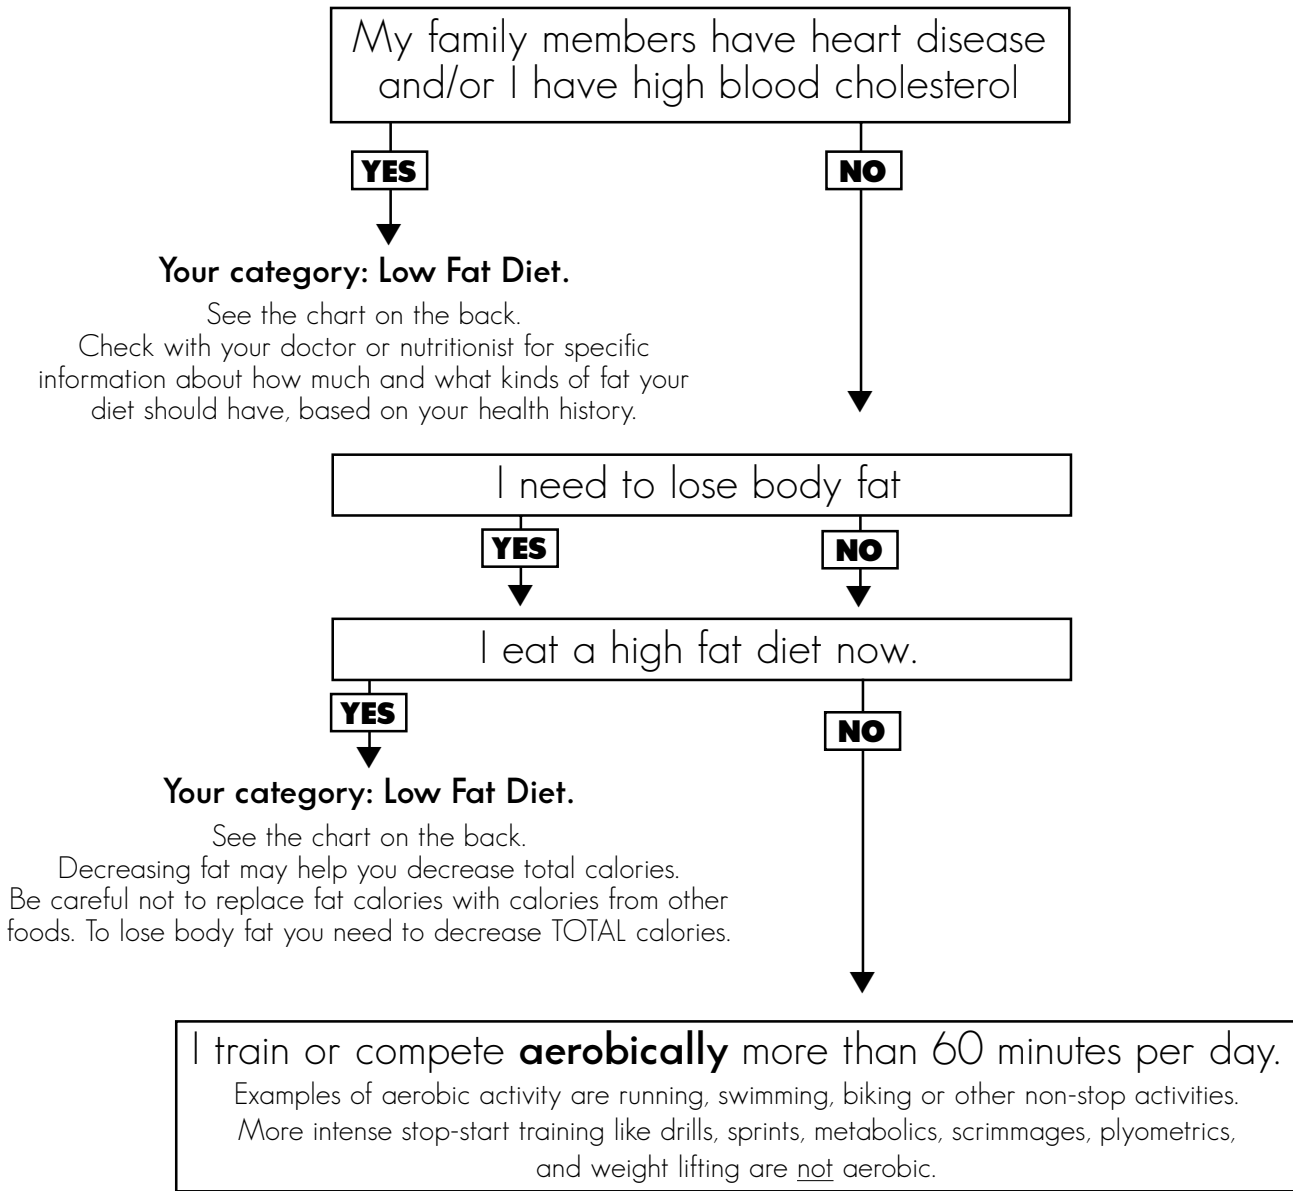 My family members have heart disease
and/or I have high blood cholesterol
YES
NO
Your category: Low Fat Diet.
See the chart on the back.
Check with your doctor or nutritionist for specific
information about how much and what kinds of fat your
diet should have, based on your health history.
I need to lose body fat
YES
NO
I eat a high fat diet now.
YES
NO
Your category: Low Fat Diet.
See the chart on the back.
Decreasing fat may help you decrease total calories.
Be careful not to replace fat calories with calories from other
foods. To lose body fat you need to decrease TOTAL calories.
I train or compete aerobically more than 60 minutes per day.
Examples of aerobic activity are running, swimming, biking or other non-stop activities.
More intense stop-start training like drills, sprints, metabolics, scrimmages, plyometrics,
and weight lifting are not aerobic.